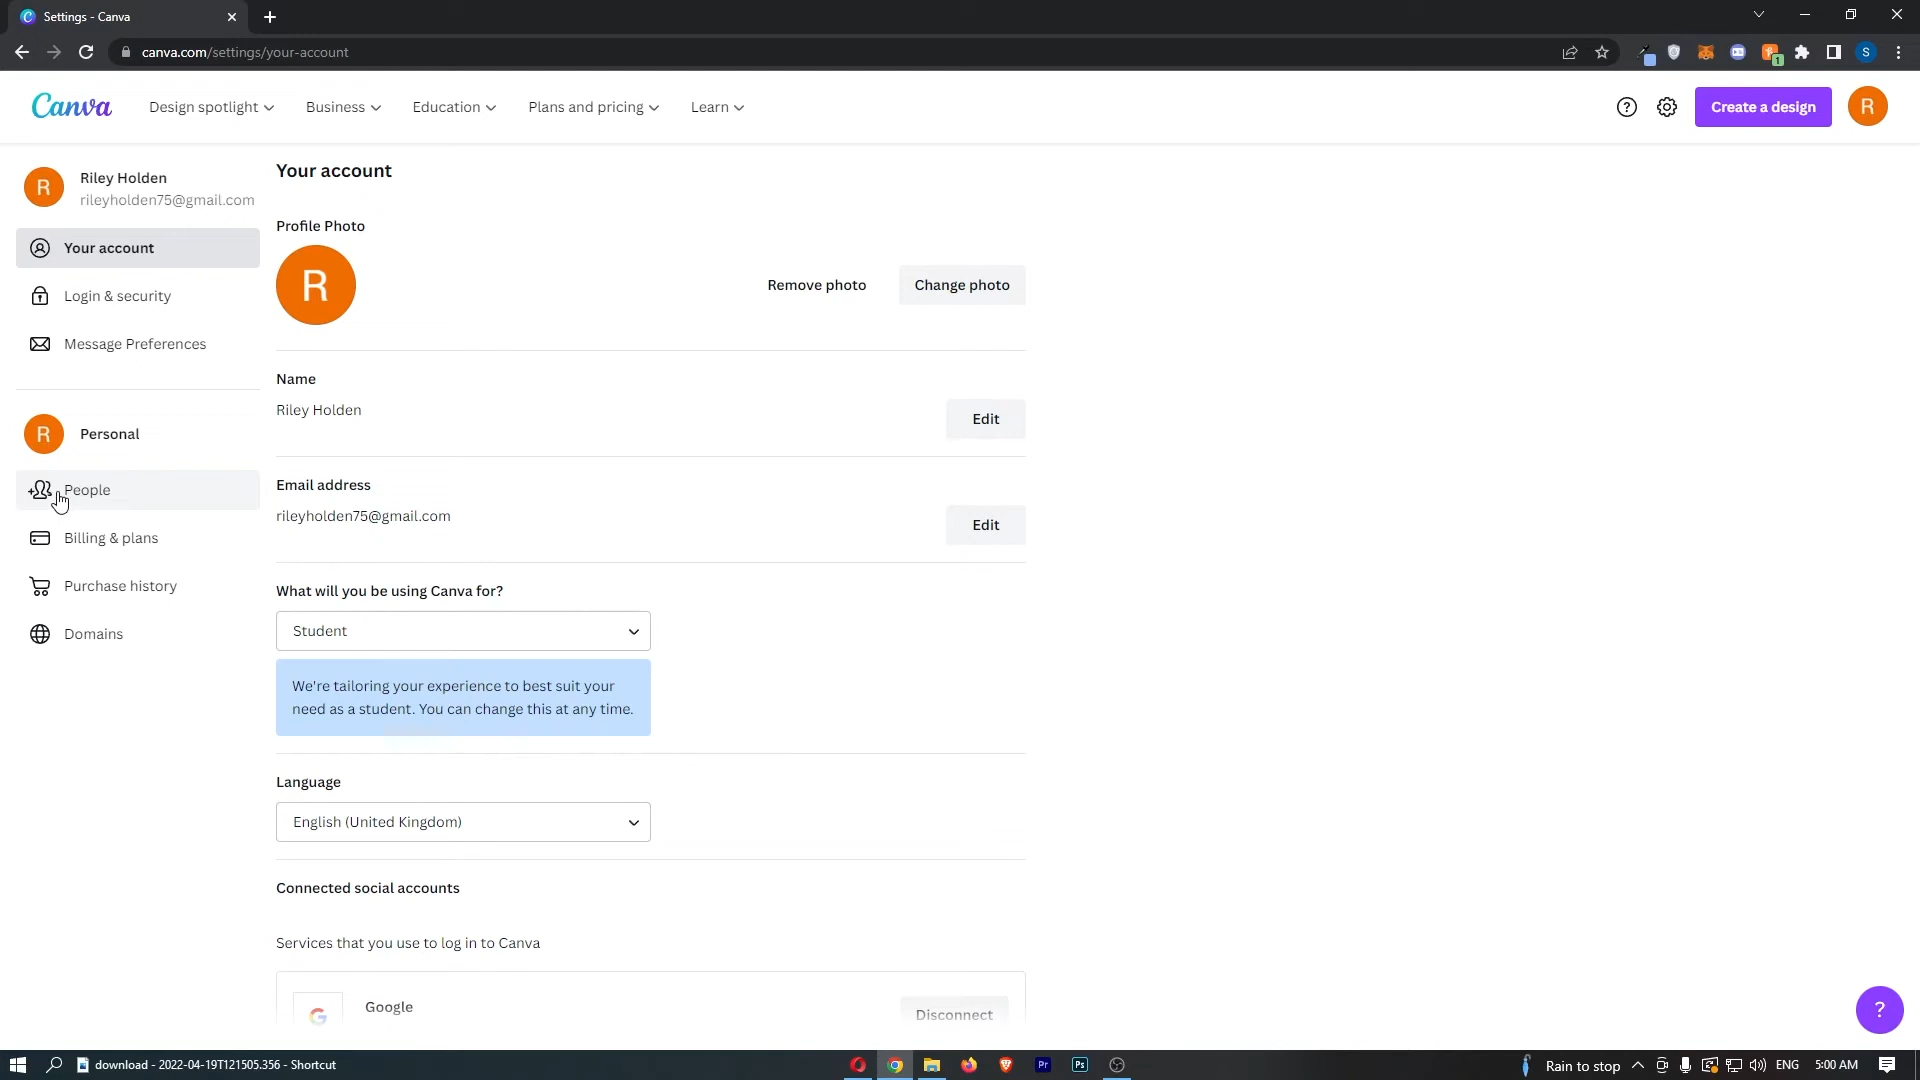 Settings - Canva
canva.com/settings/your-account
S
1
Canva
Design spotlight
Business
Education
Plans and pricing
Learn
?
Create a design
R
R
Riley Holden
rileyholden75@gmail.com
Your account
Login & security
Message Preferences
R
Personal
People
Billing & plans
Purchase history
Domains
Your account
Profile Photo
R
Remove photo
Change photo
Name
Riley Holden
Edit
Email address
rileyholden75@gmail.com
Edit
What will you be using Canva for?
Student
We're tailoring your experience to best suit your
need as a student. You can change this at any time.
Language
English (United Kingdom)
Connected social accounts
Services that you use to log in to Canva
Google
Disconnect
?
download - 2022-04-19T121505.356 - Shortcut
Pr
Ps
Rain to stop
ENG
5:00 AM